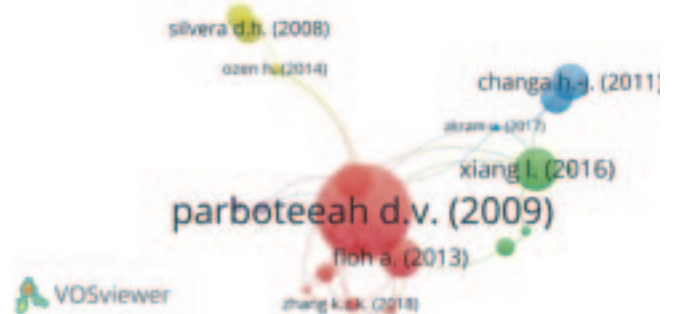 silvera d.h. (2008)
ozen h. (2014)
changa h.-j. (2011)
akram u. (2017)
xiang l. (2016)
parboteeah d.v. (2009)
floh a. (2013)
zhang k.z.k. (2018)
VOSviewer